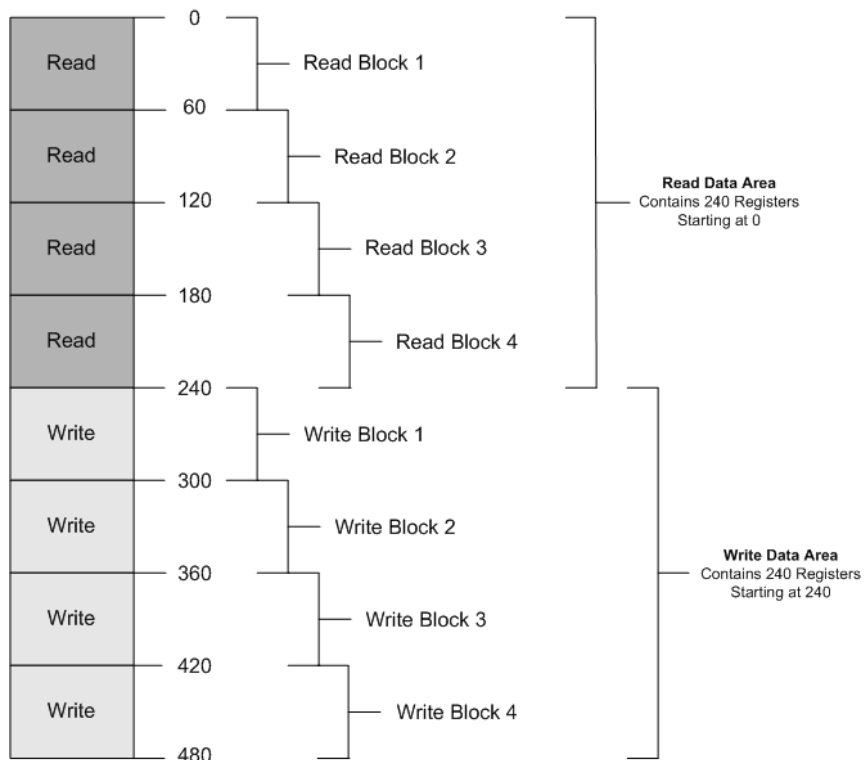 0
Read
Read Block 1
60
Read
Read Block 2
120
Read
Read Block 3
180
Read
Read Block 4
240
Read Data Area
Contains 240 Registers
Starting at 0
Write
Write Block 1
300
Write
Write Block 2
360
Write
Write Block 3
420
Write
Write Block 4
480
Write Data Area
Contains 240 Registers
Starting at 240